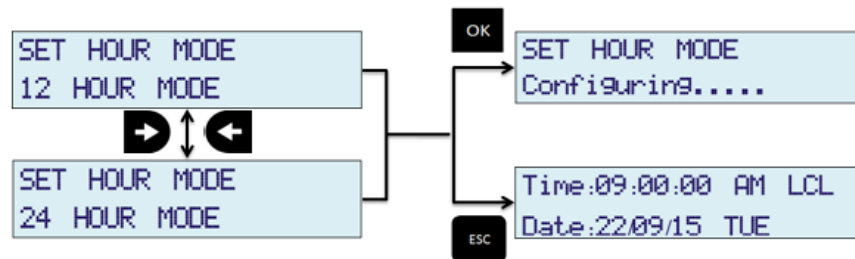 SET HOUR MODE
12 HOUR MODE
SET HOUR MODE
24 HOUR MODE
OK
SET HOUR MODE
Configuring.....
Time:09:00:00 AM LCL
Date:22/09/15 TUE
ESC